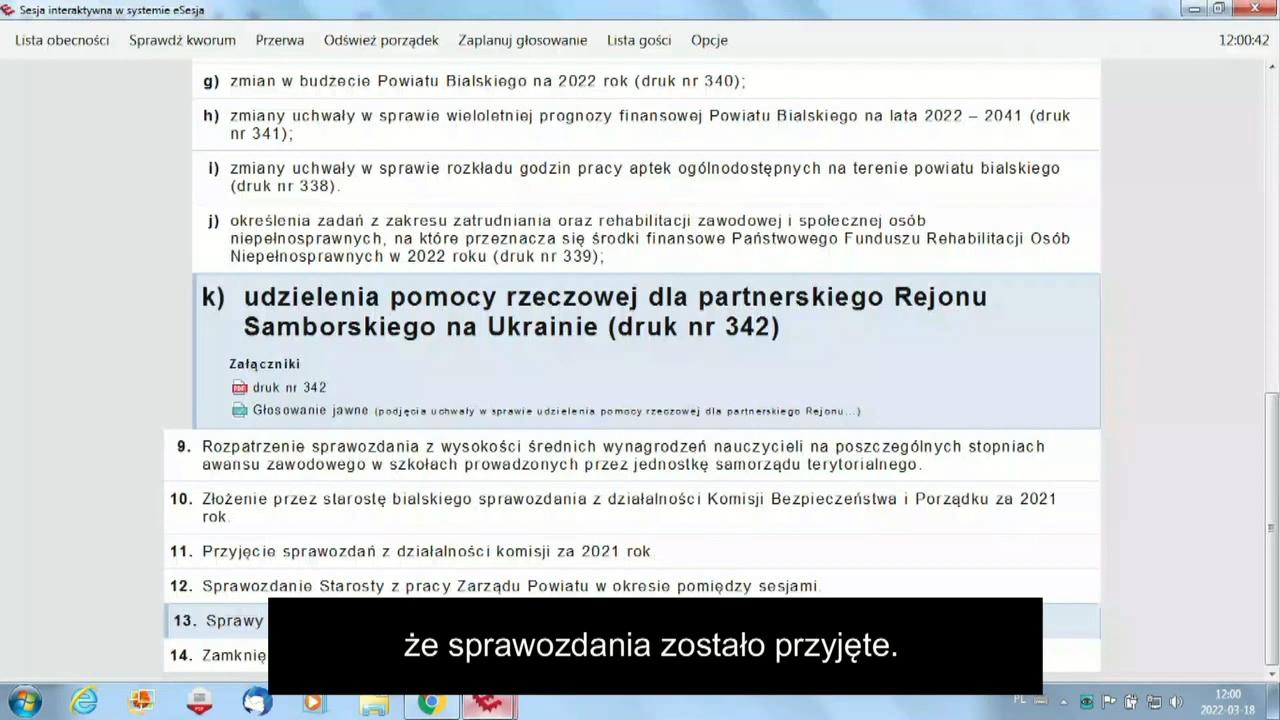 Sesja interaktywna w systemie eSesja
Lista obecności Sprawdź kworum Przerwa Odśwież porządek Zaplanuj głosowanie Lista gości Opcje 12:00:42
g) zmian w budżecie Powiatu Bialskiego na 2022 rok (druk nr 340);
h) zmiany uchwały w sprawie wieloletniej prognozy finansowej Powiatu Bialskiego na lata 2022 – 2041 (druk
nr 341);
i) zmiany uchwały w sprawie rozkładu godzin pracy aptek ogólnodostępnych na terenie powiatu bialskiego
(druk nr 338).
j) określenia zadań z zakresu zatrudniania oraz rehabilitacji zawodowej i społecznej osób
niepełnosprawnych, na które przeznacza się środki finansowe Państwowego Funduszu Rehabilitacji Osób
Niepełnosprawnych w 2022 roku (druk nr 339);
k) udzielenia pomocy rzeczowej dla partnerskiego Rejonu
Samborskiego na Ukrainie (druk nr 342)
Załączniki
druk nr 342
Głosowanie jawne (podjęcia uchwały w sprawie udzielenia pomocy rzeczowej dla partnerskiego Rejonu...)
9. Rozpatrzenie sprawozdania z wysokości średnich wynagrodzeń nauczycieli na poszczególnych stopniach
awansu zawodowego w szkołach prowadzonych przez jednostkę samorządu terytorialnego.
10. Złożenie przez starostę bialskiego sprawozdania z działalności Komisji Bezpieczeństwa i Porządku za 2021
rok.
11. Przyjęcie sprawozdań z działalności komisji za 2021 rok.
12. Sprawozdanie Starosty z pracy Zarządu Powiatu w okresie pomiędzy sesjami.
13. Sprawy
14. Zamknię
że sprawozdania zostało przyjęte.
PL
12:00
2022-03-18